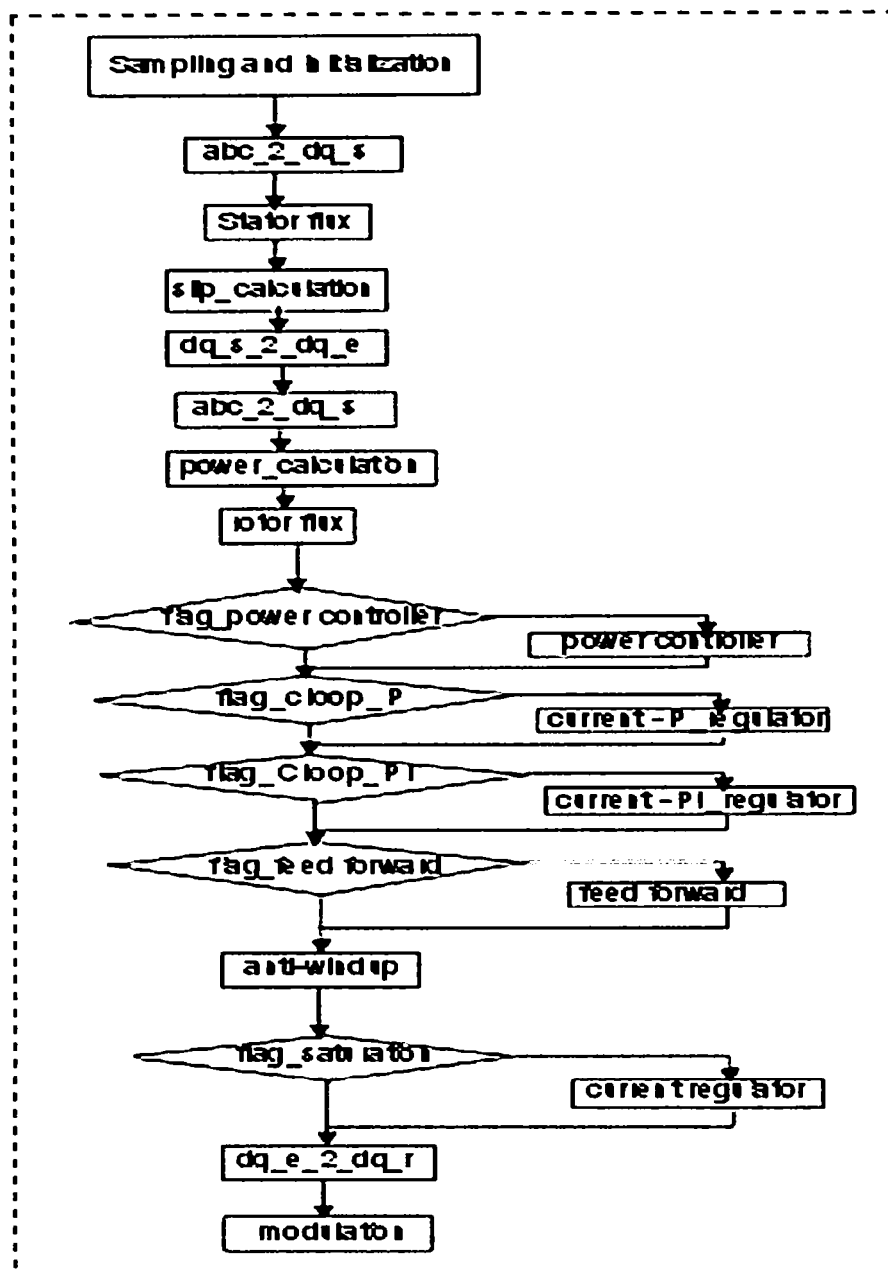 Sampling and initialization
abc_2_dq_s
Stator flux
slip_calculation
dq_s_2_dq_e
abc_2_dq_s
power_calculation
rotor flux
flag_power controller
power controller
flag_cloop_P
current-P_regulator
flag_Cloop_PI
current-PI_regulator
flag_feed forward
feed forward
anti-windup
flag_saturation
current regulator
dq_e_2_dq_r
modulation